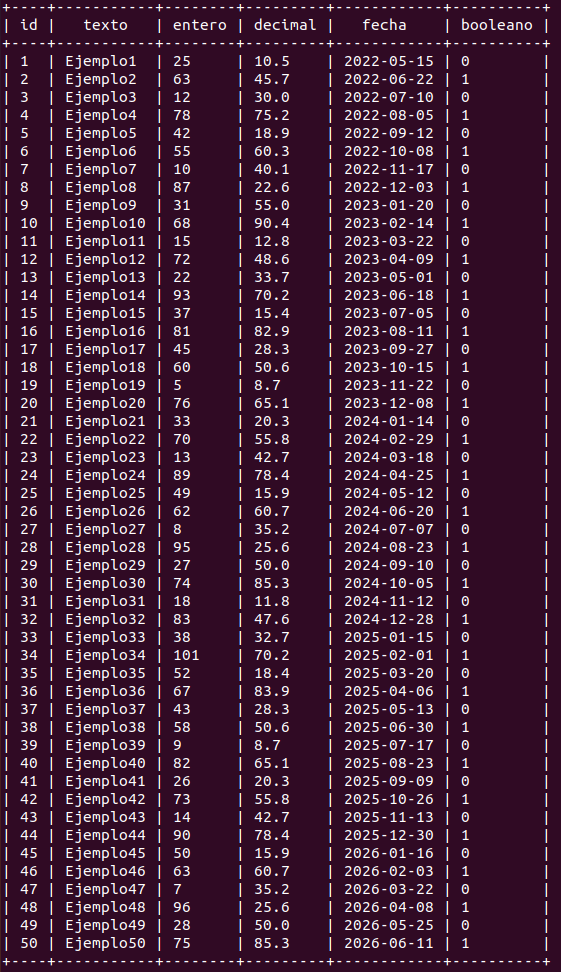 +----+-----------+--------+---------+------------+----------+
| id |   texto   | entero | decimal |   fecha    | booleano |
+----+-----------+--------+---------+------------+----------+
| 1  | Ejemplo1  | 25     | 10.5    | 2022-05-15 | 0        |
| 2  | Ejemplo2  | 63     | 45.7    | 2022-06-22 | 1        |
| 3  | Ejemplo3  | 12     | 30.0    | 2022-07-10 | 0        |
| 4  | Ejemplo4  | 78     | 75.2    | 2022-08-05 | 1        |
| 5  | Ejemplo5  | 42     | 18.9    | 2022-09-12 | 0        |
| 6  | Ejemplo6  | 55     | 60.3    | 2022-10-08 | 1        |
| 7  | Ejemplo7  | 10     | 40.1    | 2022-11-17 | 0        |
| 8  | Ejemplo8  | 87     | 22.6    | 2022-12-03 | 1        |
| 9  | Ejemplo9  | 31     | 55.0    | 2023-01-20 | 0        |
| 10 | Ejemplo10 | 68     | 90.4    | 2023-02-14 | 1        |
| 11 | Ejemplo11 | 15     | 12.8    | 2023-03-22 | 0        |
| 12 | Ejemplo12 | 72     | 48.6    | 2023-04-09 | 1        |
| 13 | Ejemplo13 | 22     | 33.7    | 2023-05-01 | 0        |
| 14 | Ejemplo14 | 93     | 70.2    | 2023-06-18 | 1        |
| 15 | Ejemplo15 | 37     | 15.4    | 2023-07-05 | 0        |
| 16 | Ejemplo16 | 81     | 82.9    | 2023-08-11 | 1        |
| 17 | Ejemplo17 | 45     | 28.3    | 2023-09-27 | 0        |
| 18 | Ejemplo18 | 60     | 50.6    | 2023-10-15 | 1        |
| 19 | Ejemplo19 | 5      | 8.7     | 2023-11-22 | 0        |
| 20 | Ejemplo20 | 76     | 65.1    | 2023-12-08 | 1        |
| 21 | Ejemplo21 | 33     | 20.3    | 2024-01-14 | 0        |
| 22 | Ejemplo22 | 70     | 55.8    | 2024-02-29 | 1        |
| 23 | Ejemplo23 | 13     | 42.7    | 2024-03-18 | 0        |
| 24 | Ejemplo24 | 89     | 78.4    | 2024-04-25 | 1        |
| 25 | Ejemplo25 | 49     | 15.9    | 2024-05-12 | 0        |
| 26 | Ejemplo26 | 62     | 60.7    | 2024-06-20 | 1        |
| 27 | Ejemplo27 | 8      | 35.2    | 2024-07-07 | 0        |
| 28 | Ejemplo28 | 95     | 25.6    | 2024-08-23 | 1        |
| 29 | Ejemplo29 | 27     | 50.0    | 2024-09-10 | 0        |
| 30 | Ejemplo30 | 74     | 85.3    | 2024-10-05 | 1        |
| 31 | Ejemplo31 | 18     | 11.8    | 2024-11-12 | 0        |
| 32 | Ejemplo32 | 83     | 47.6    | 2024-12-28 | 1        |
| 33 | Ejemplo33 | 38     | 32.7    | 2025-01-15 | 0        |
| 34 | Ejemplo34 | 101    | 70.2    | 2025-02-01 | 1        |
| 35 | Ejemplo35 | 52     | 18.4    | 2025-03-20 | 0        |
| 36 | Ejemplo36 | 67     | 83.9    | 2025-04-06 | 1        |
| 37 | Ejemplo37 | 43     | 28.3    | 2025-05-13 | 0        |
| 38 | Ejemplo38 | 58     | 50.6    | 2025-06-30 | 1        |
| 39 | Ejemplo39 | 9      | 8.7     | 2025-07-17 | 0        |
| 40 | Ejemplo40 | 82     | 65.1    | 2025-08-23 | 1        |
| 41 | Ejemplo41 | 26     | 20.3    | 2025-09-09 | 0        |
| 42 | Ejemplo42 | 73     | 55.8    | 2025-10-26 | 1        |
| 43 | Ejemplo43 | 14     | 42.7    | 2025-11-13 | 0        |
| 44 | Ejemplo44 | 90     | 78.4    | 2025-12-30 | 1        |
| 45 | Ejemplo45 | 50     | 15.9    | 2026-01-16 | 0        |
| 46 | Ejemplo46 | 63     | 60.7    | 2026-02-03 | 1        |
| 47 | Ejemplo47 | 7      | 35.2    | 2026-03-22 | 0        |
| 48 | Ejemplo48 | 96     | 25.6    | 2026-04-08 | 1        |
| 49 | Ejemplo49 | 28     | 50.0    | 2026-05-25 | 0        |
| 50 | Ejemplo50 | 75     | 85.3    | 2026-06-11 | 1        |
+----+-----------+--------+---------+------------+----------+